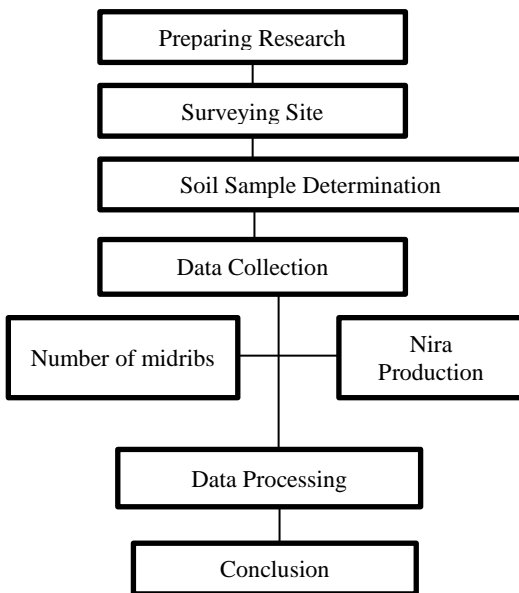 Preparing Research
Surveying Site
Soil Sample Determination
Data Collection
Number of midribs
Nira
Production
Data Processing
Conclusion